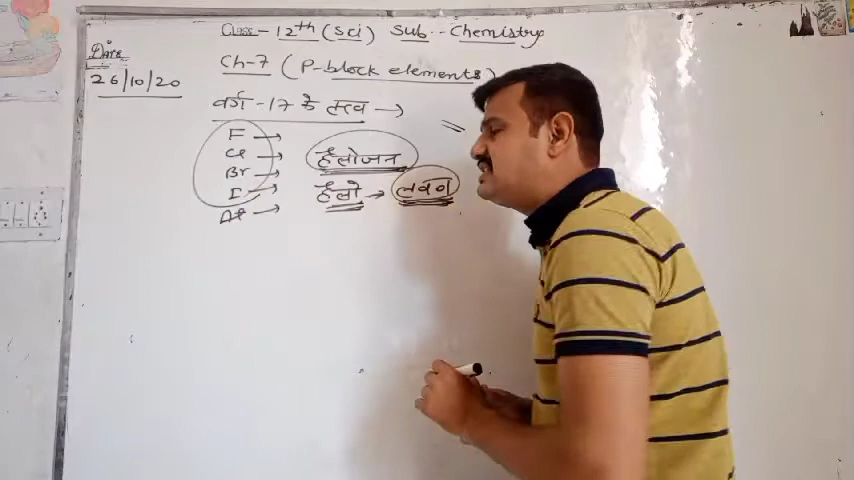 Class - 12th (Sci) Sub.- Chemistry
DATE
26/10/20
Ch-7 (P-block elements)
वर्ग -17 के तत्व →
F →
Cl → हैलोजन
Br →
I → हैलो → लवण
At →